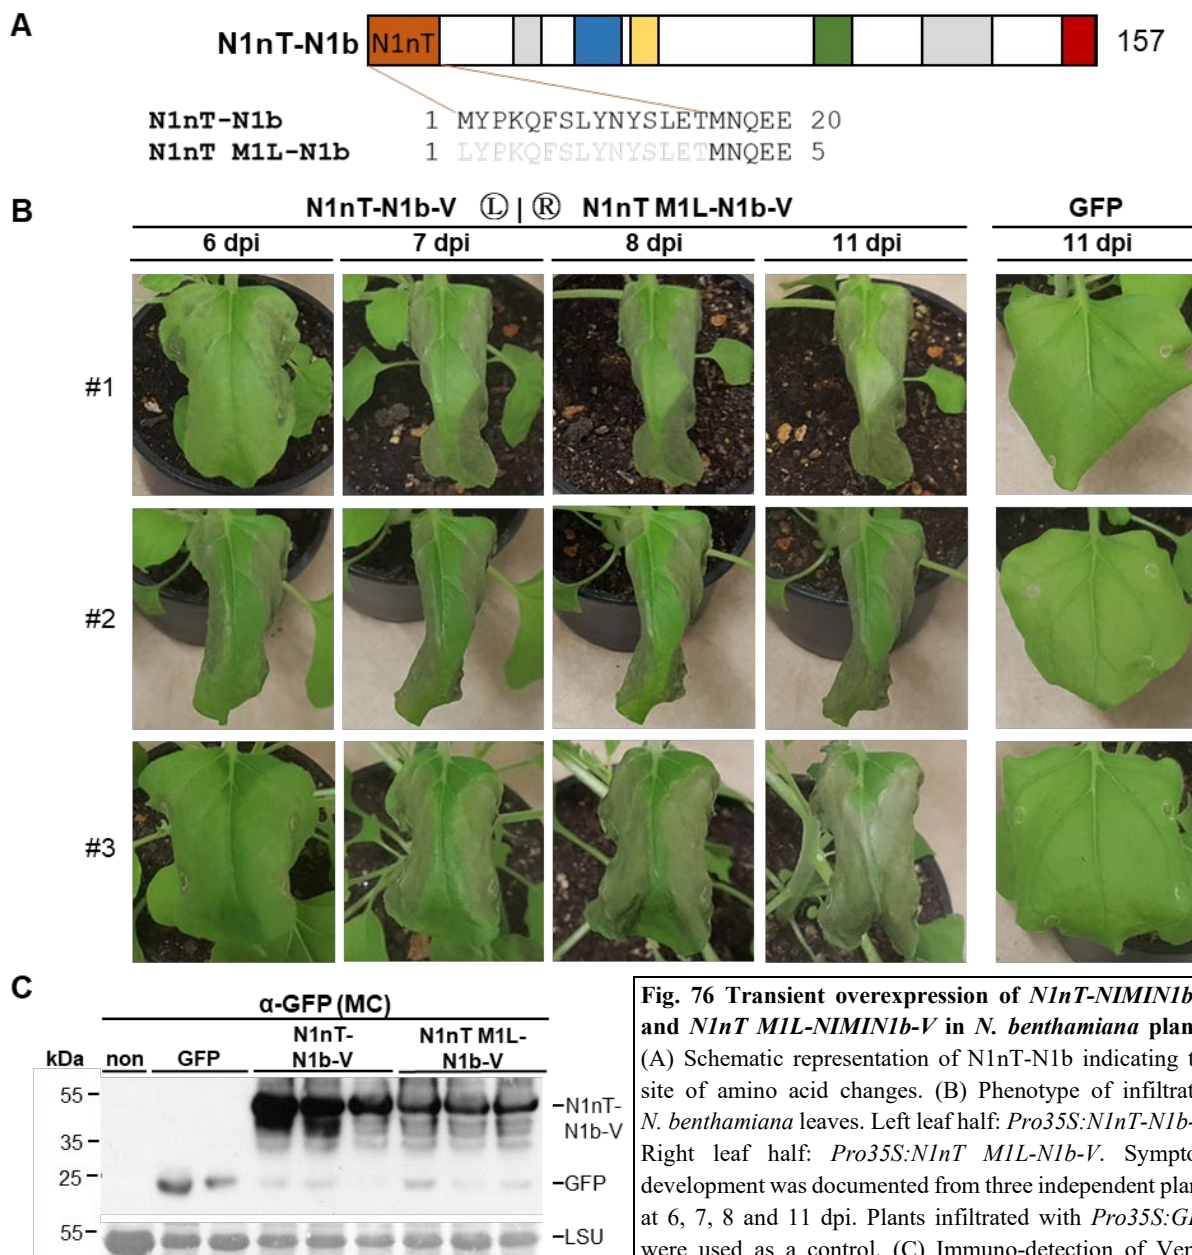 A
N1nT-N1b N1nT 157
N1nT-N1b 1 MYPKQFSLYNYSLETMNQEE 20
N1nT M1L-N1b 1 LYPKQFSLYNYSLETMNQEE 5
B
N1nT-N1b-V Ⓛ | Ⓡ N1nT M1L-N1b-V GFP
6 dpi 7 dpi 8 dpi 11 dpi 11 dpi
#1
#2
#3
C
α-GFP (MC)
kDa non GFP N1nT-N1b-V N1nT M1L-N1b-V
55
35
25
55
N1nT-
N1b-V
GFP
LSU
Fig. 76 Transient overexpression of N1nT-NIMIN1b
and N1nT M1L-NIMIN1b-V in N. benthamiana plan
(A) Schematic representation of N1nT-N1b indicating t
site of amino acid changes. (B) Phenotype of infiltrat
N. benthamiana leaves. Left leaf half: Pro35S:N1nT-N1b-
Right leaf half: Pro35S:N1nT M1L-N1b-V. Sympto
development was documented from three independent plan
at 6, 7, 8 and 11 dpi. Plants infiltrated with Pro35S:GF
were used as a control. (C) Immuno-detection of Ven